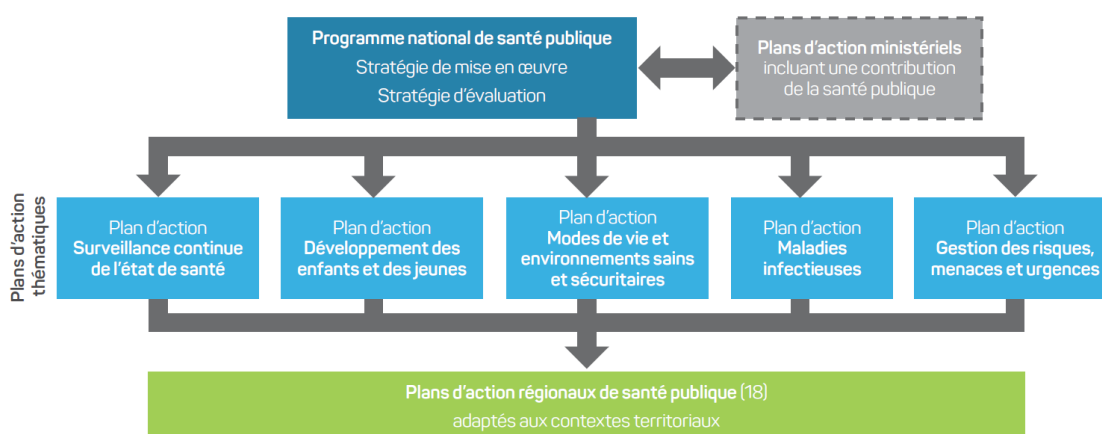 Programme national de santé publique
Stratégie de mise en œuvre
Stratégie d'évaluation
Plans d'action ministériels
incluant une contribution
de la santé publique
Plans d'action
thématiques
Plan d'action
Surveillance continue
de l'état de santé
Plan d'action
Développement des
enfants et des jeunes
Plan d'action
Modes de vie et
environnements sains
et sécuritaires
Plan d'action
Maladies
infectieuses
Plan d'action
Gestion des risques,
menaces et urgences
Plans d'action régionaux de santé publique (18)
adaptés aux contextes territoriaux